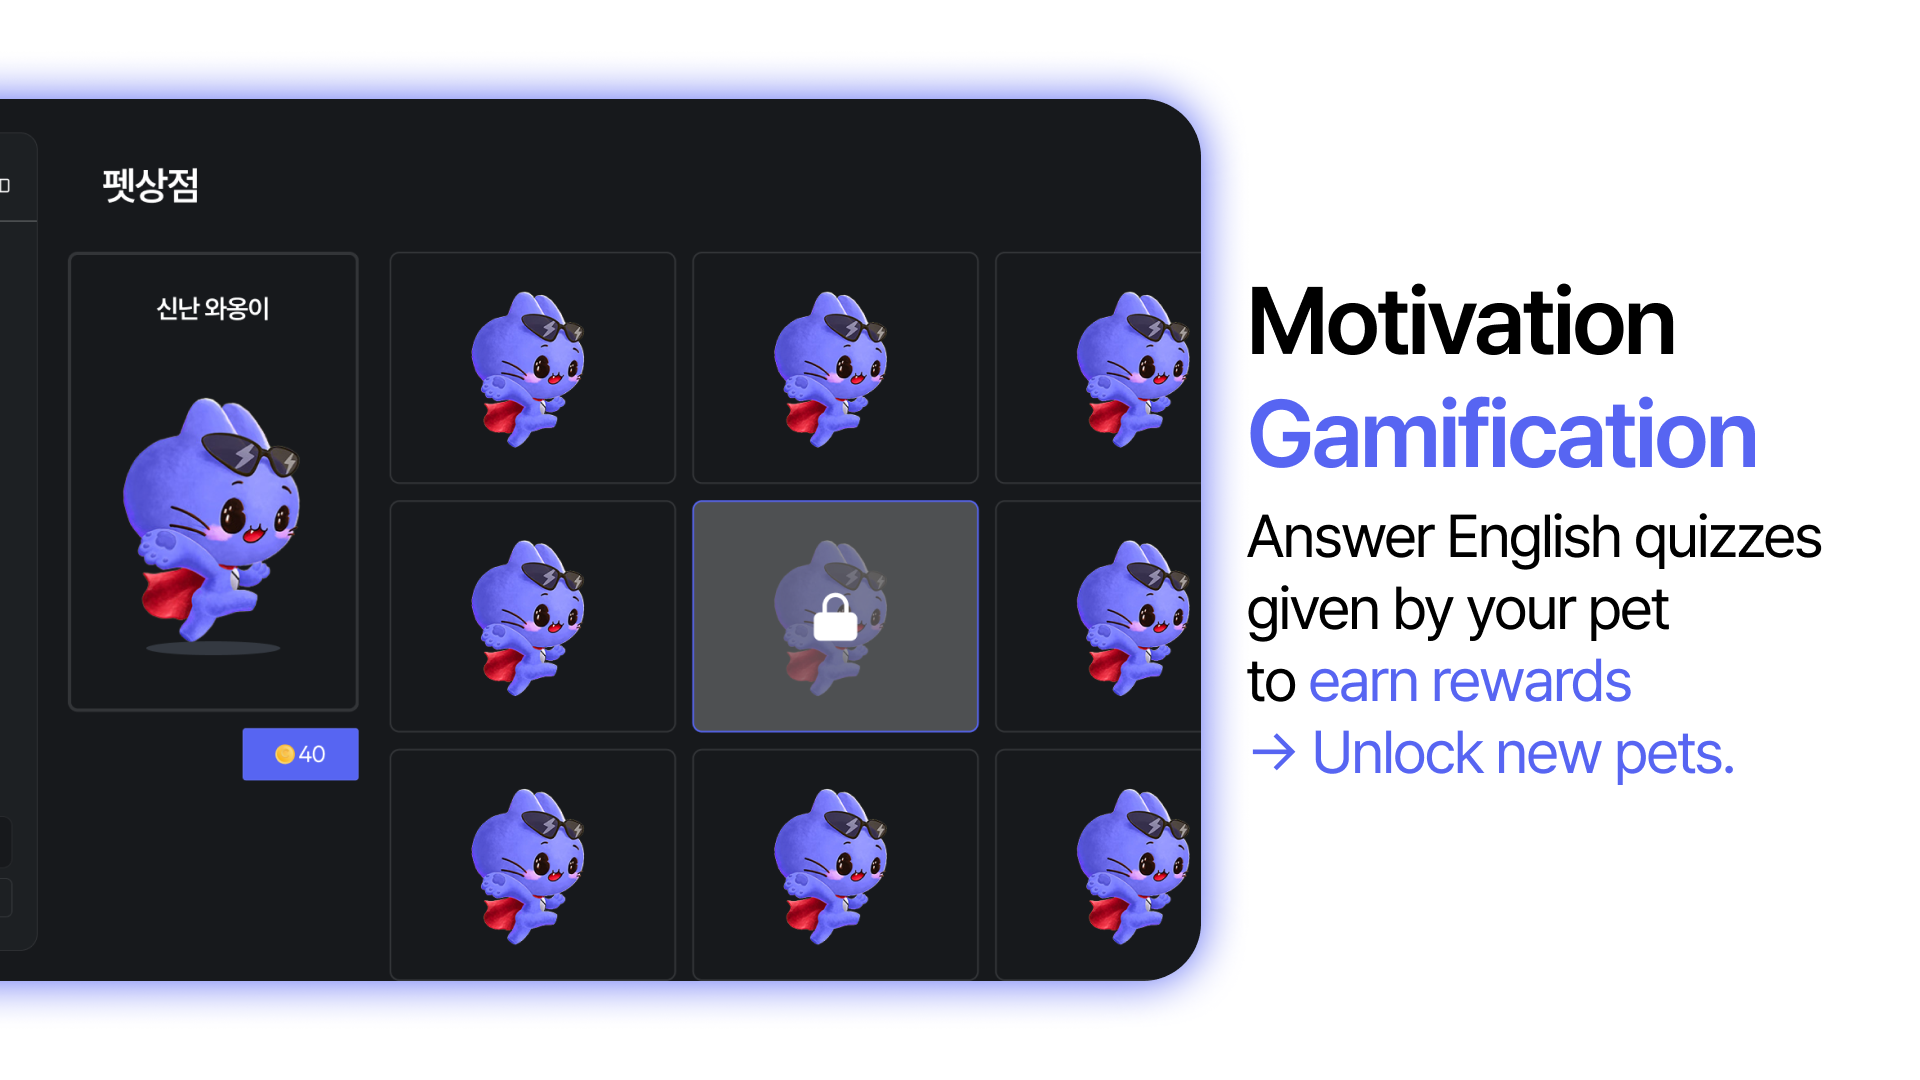 펫상점
신난 와옹이
40
Motivation
Gamification
Answer English quizzes
given by your pet
to earn rewards
→ Unlock new pets.